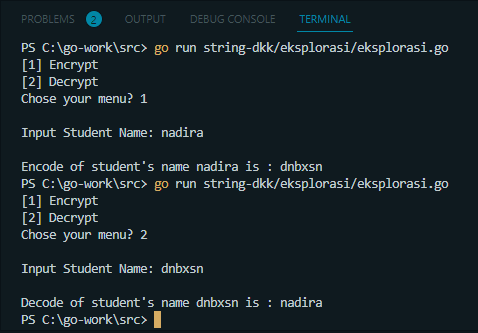 PROBLEMS 2 OUTPUT DEBUG CONSOLE TERMINAL
PS C:\go-work\src> go run string-dkk/eksplorasi/eksplorasi.go
[1] Encrypt
[2] Decrypt
Chose your menu? 1
Input Student Name: nadira
Encode of student's name nadira is : dnbxsn
PS C:\go-work\src> go run string-dkk/eksplorasi/eksplorasi.go
[1] Encrypt
[2] Decrypt
Chose your menu? 2
Input Student Name: dnbxsn
Decode of student's name dnbxsn is : nadira
PS C:\go-work\src>